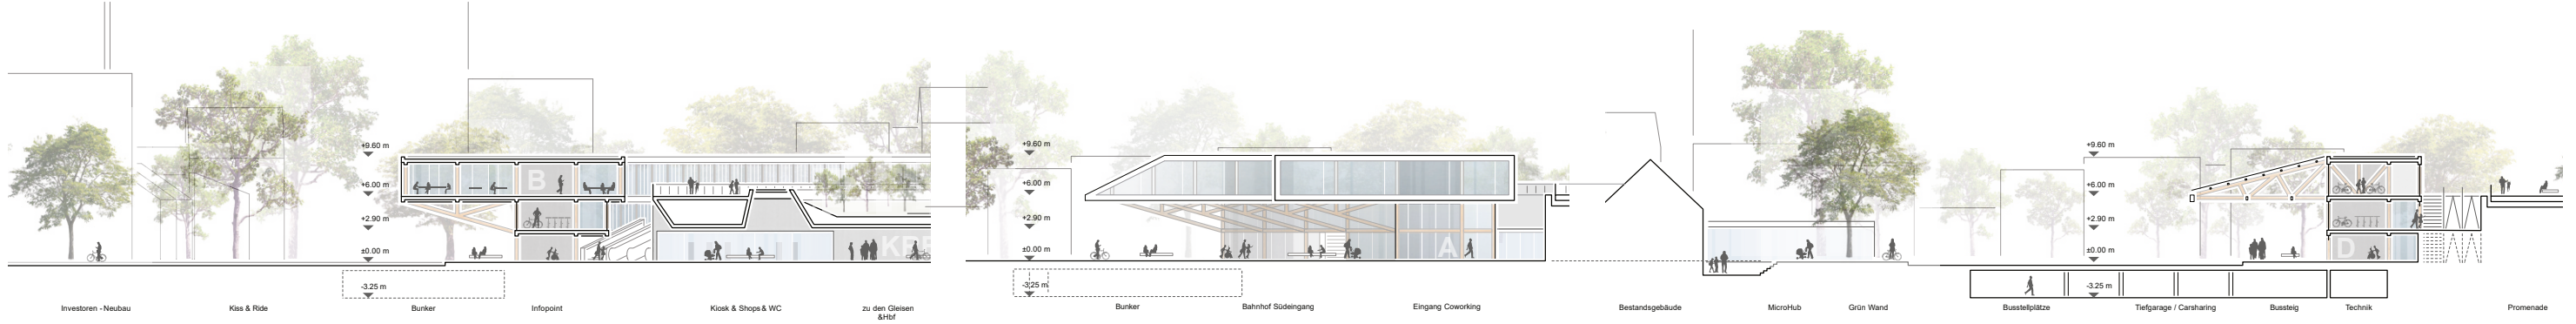 +9.60 m
+6.00 m
+2.90 m
±0.00 m
-3.25 m
B
Investoren - Neubau
Kiss & Ride
Bunker
Infopoint
Kiosk & Shops & WC
zu den Gleisen
&Hbf
+9.60 m
+6.00 m
+2.90 m
±0.00 m
-3.25 m
A
Bunker
Bahnhof Südeingang
Eingang Coworking
Bestandsgebäude
MicroHub
Grün Wand
+9.60 m
+6.00 m
+2.90 m
±0.00 m
-3.25 m
D
Busstellplätze
Tiefgarage / Carsharing
Bussteig
Technik
Promenade